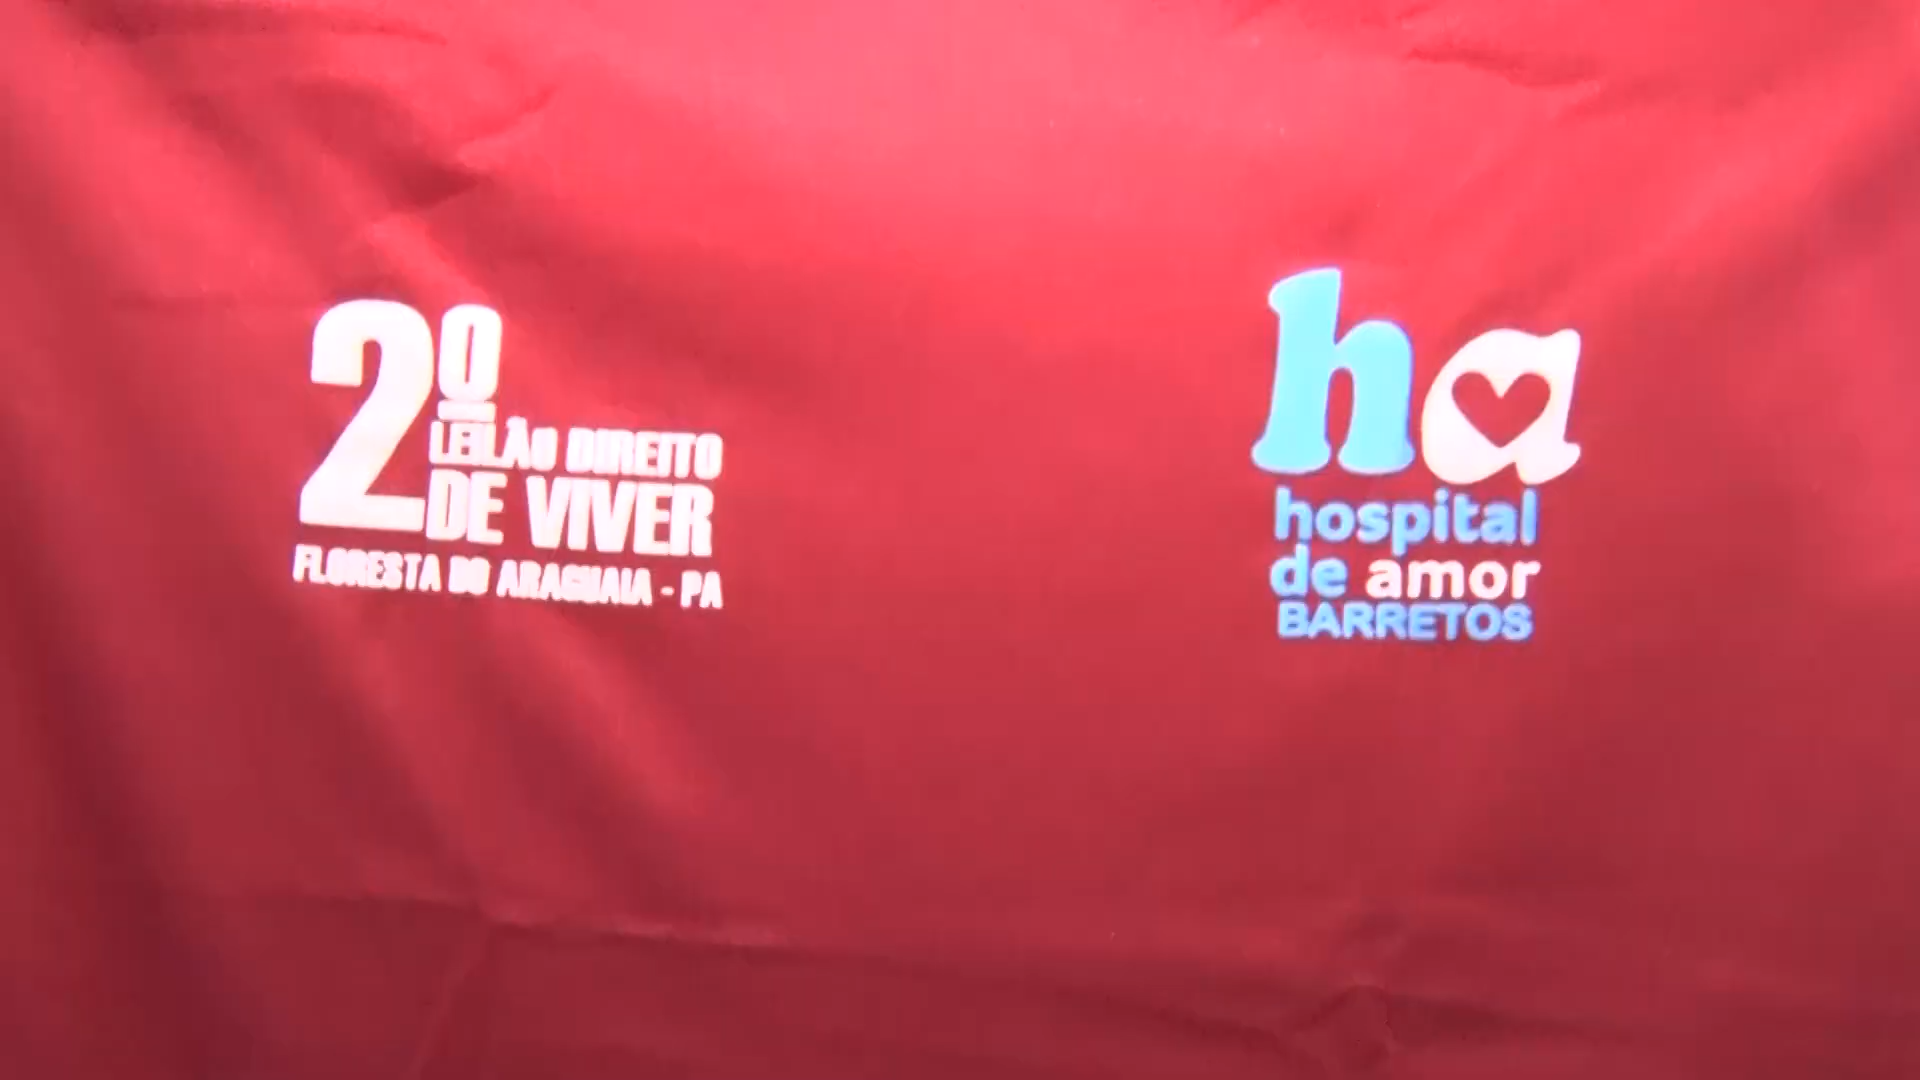 2º
LEILÃO DIREITO
DE VIVER
FLORESTA DO ARAGUAIA - PA
ha
hospital
de amor
BARRETOS